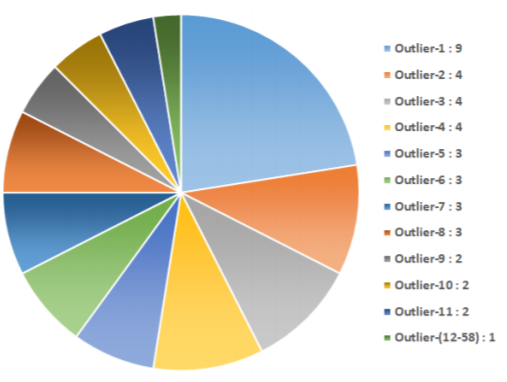 Outlier-1 : 9
Outlier-2 : 4
Outlier-3 : 4
Outlier-4 : 4
Outlier-5 : 3
Outlier-6 : 3
Outlier-7 : 3
Outlier-8 : 3
Outlier-9 : 2
Outlier-10 : 2
Outlier-11 : 2
Outlier-(12-58) : 1